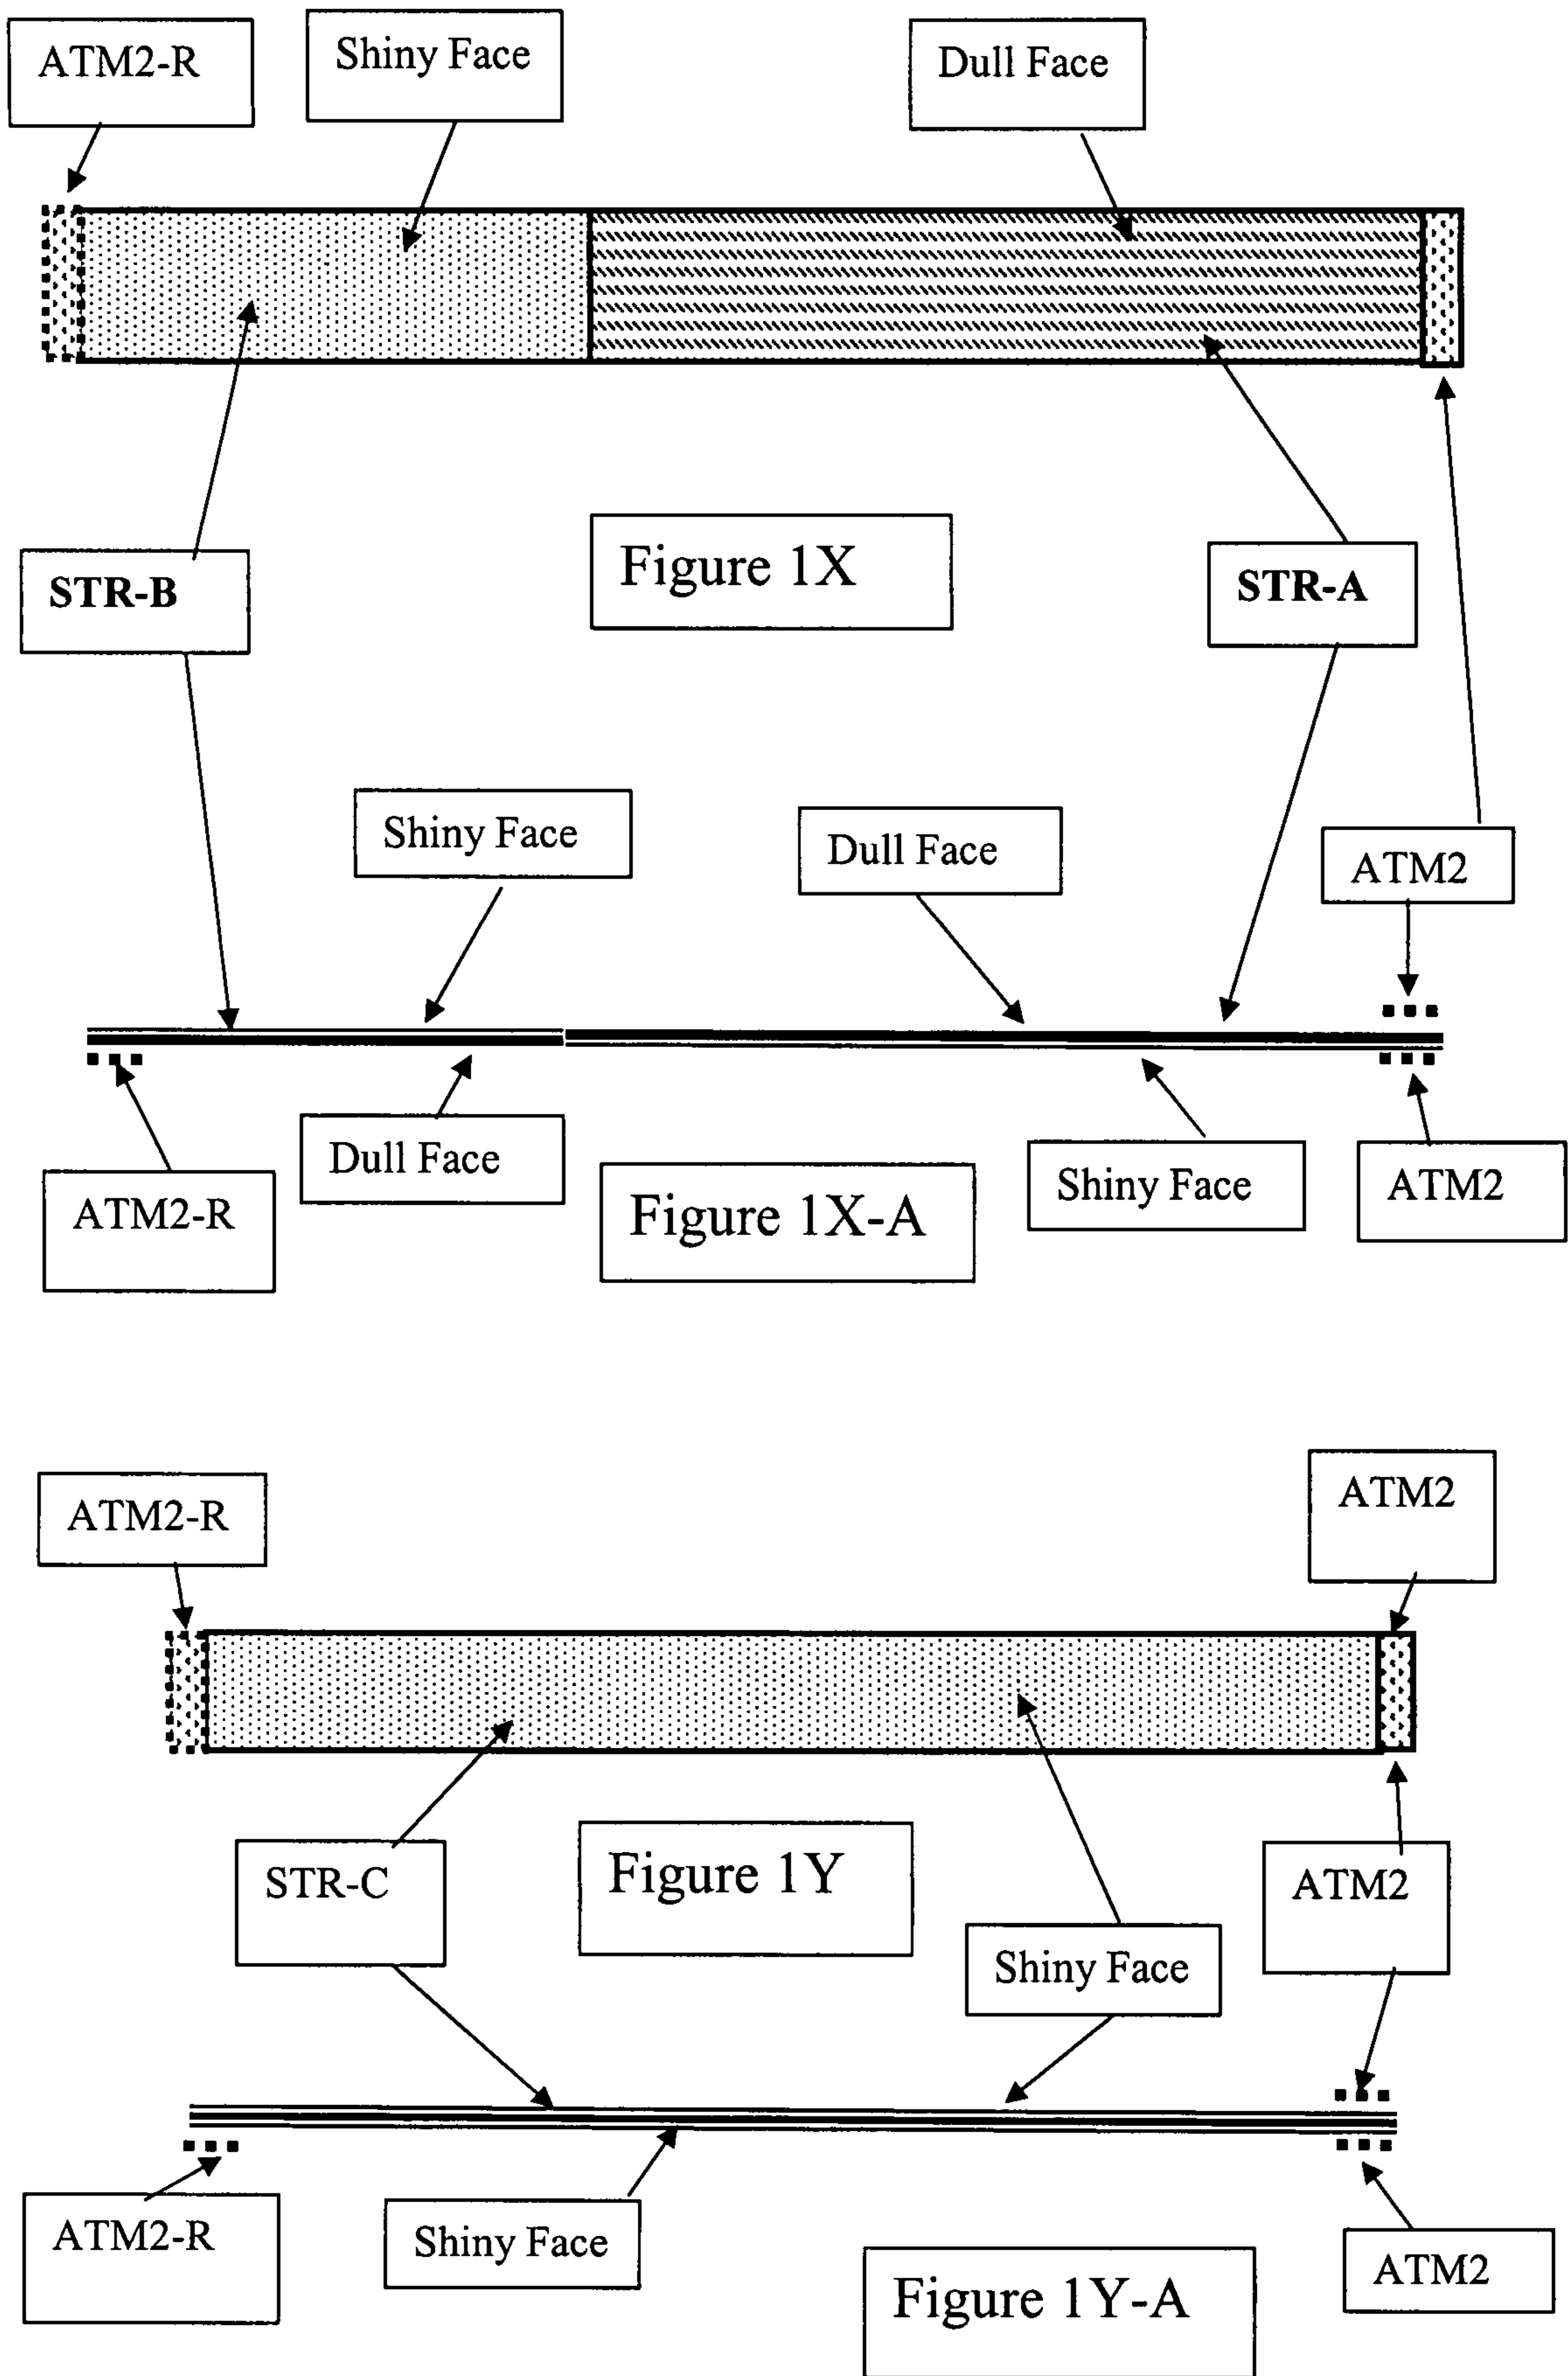 ATM2-R
Shiny Face
Dull Face
Figure 1X
STR-B
STR-A
Shiny Face
Dull Face
ATM2
Dull Face
Shiny Face
ATM2
ATM2-R
Figure 1X-A
ATM2-R
ATM2
STR-C
Figure 1Y
ATM2
Shiny Face
ATM2-R
Shiny Face
ATM2
Figure 1Y-A